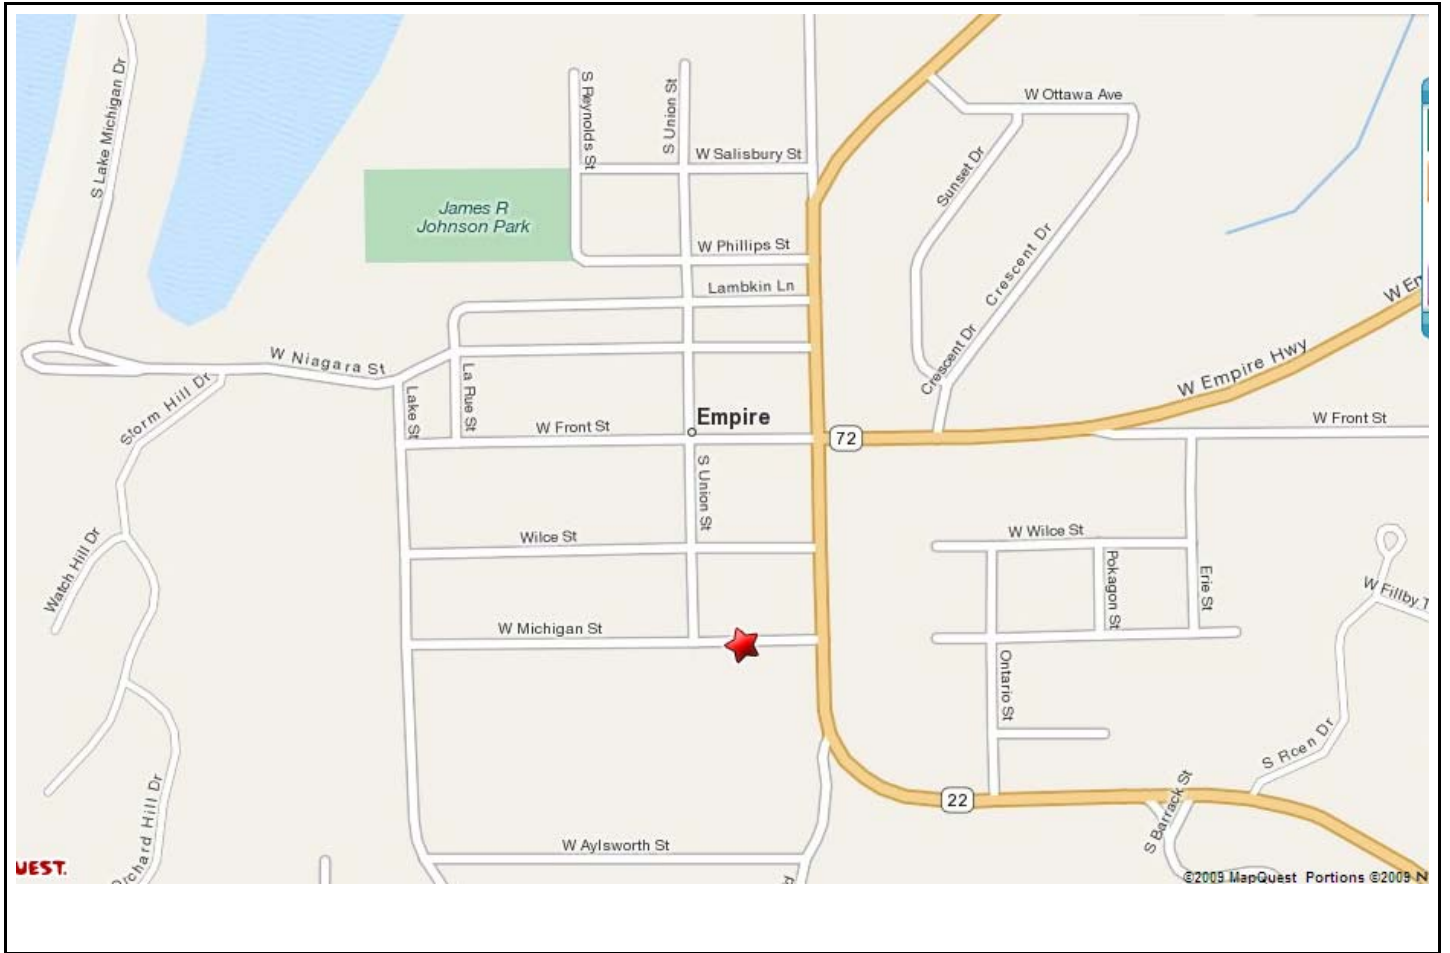 S Lake Michigan Dr
S Reynolds St
S Union St
W Ottawa Ave
W Salisbury St
Sunset Dr
James R
Johnson Park
W Phillips St
Crescent Dr
Lambkin Ln
W Niagara St
Crescent Dr
W Empire Hwy
Storm Hill Dr
Lake St
La Rue St
W Front St
Empire
72
W Front St
S Union St
Wilce St
W Wilce St
Watch Hill Dr
Pokagon St
Erie St
W Fillby T
W Michigan St
Ontario St
S Roen Dr
22
S Barrack St
Orchard Hill Dr
W Aylsworth St
UEST.
©2009 MapQuest Portions ©2009 N